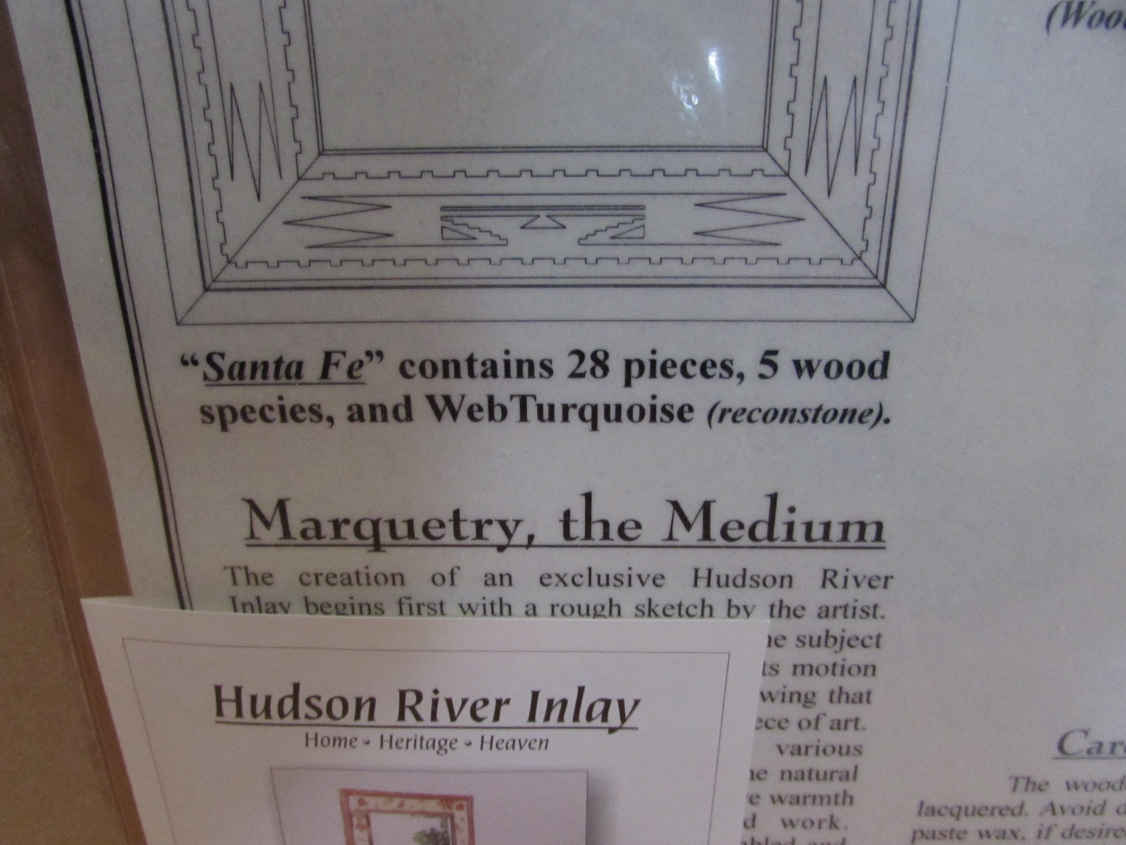 (Woo
“Santa Fe” contains 28 pieces, 5 wood
species, and WebTurquoise (reconstone).
Marquetry, the Medium
The creation of an exclusive Hudson River
Inlay begins first with a rough sketch by the artist.
he subject
ts motion
wing that
ece of art.
various
he natural
e warmth
d work.
Hudson River Inlay
Home - Heritage - Heaven
Care
The wood
lacquered. Avoid d
paste wax, if desire